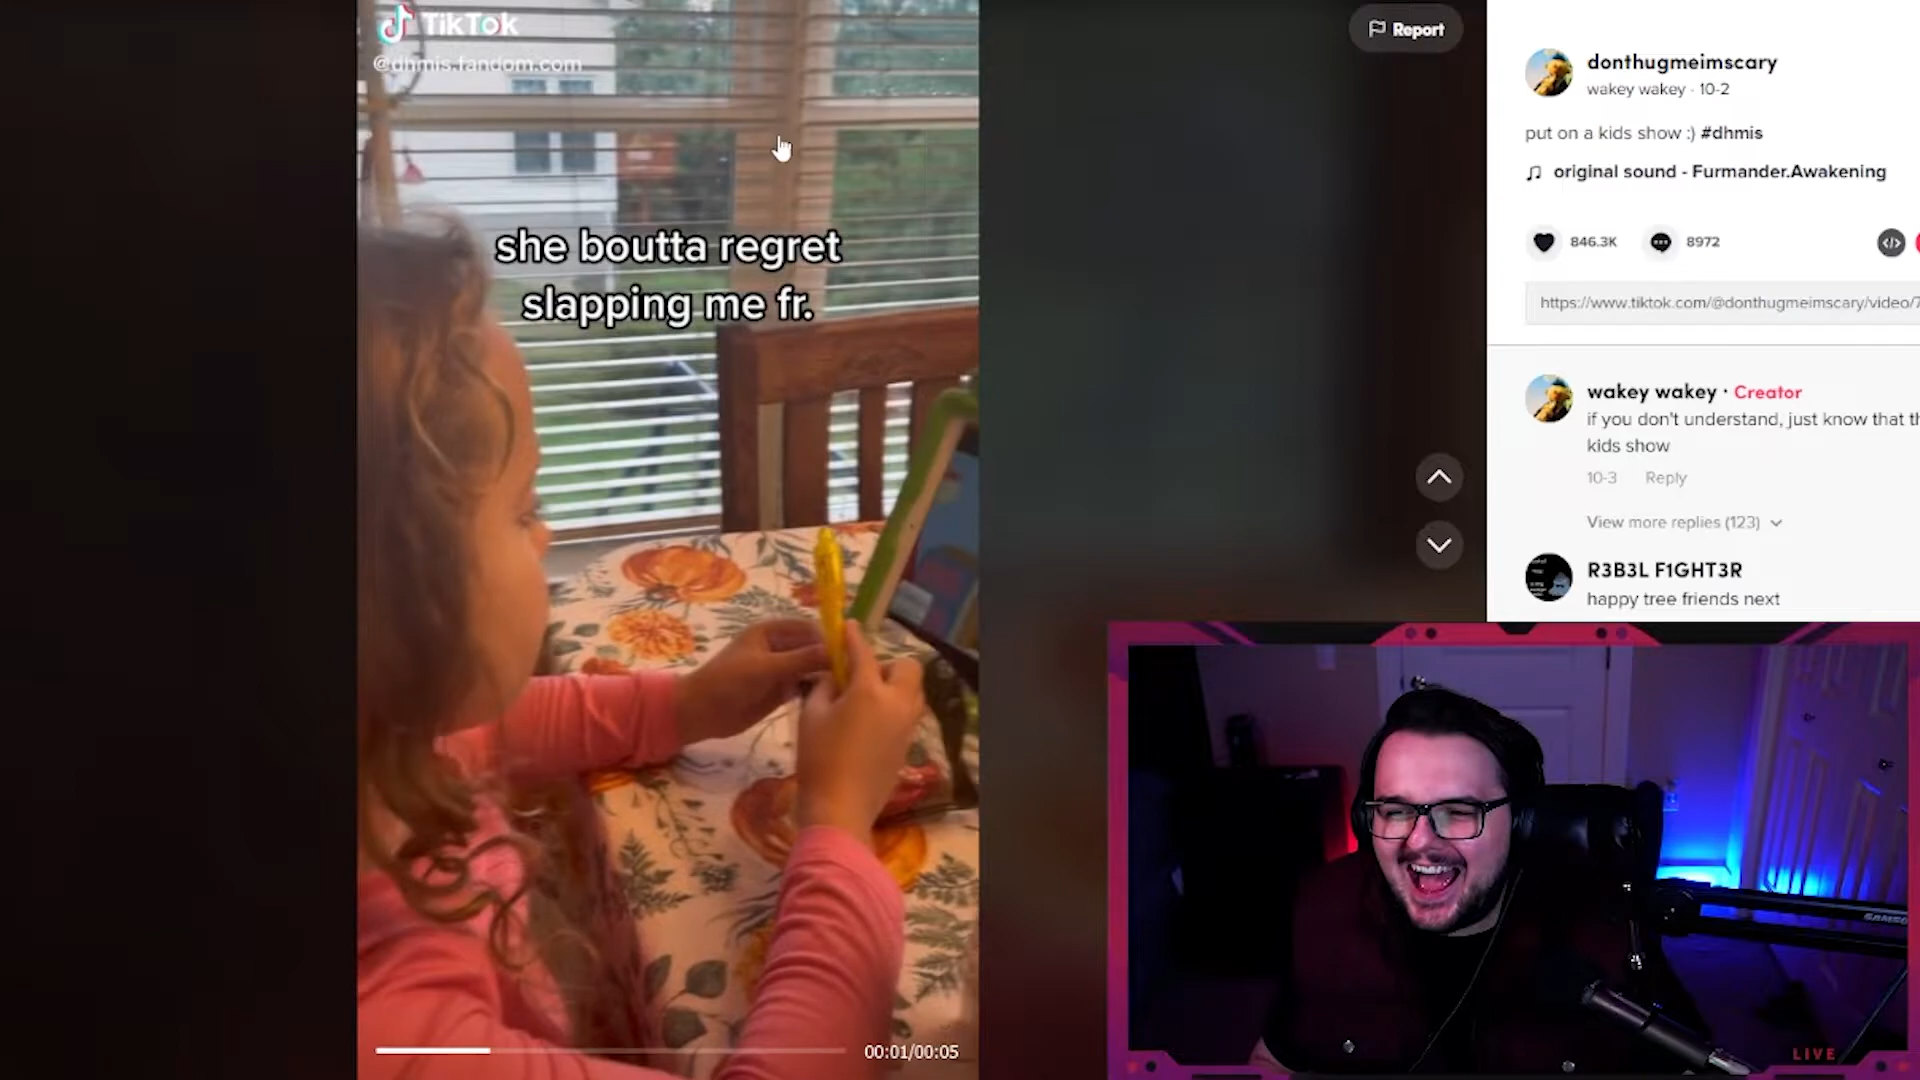 TikTok
@dhmis.fandom.com
she boutta regret
slapping me fr.
00:01/00:05
Report
donthugmeimscary
wakey wakey · 10-2
put on a kids show :) #dhmis
original sound - Furmander.Awakening
846.3K
8972
</>
https://www.tiktok.com/@donthugmeimscary/video/7
wakey wakey · Creator
if you don't understand, just know that th
kids show
10-3 Reply
View more replies (123)
R3B3L F1GHT3R
happy tree friends next
SAMSO
LIVE